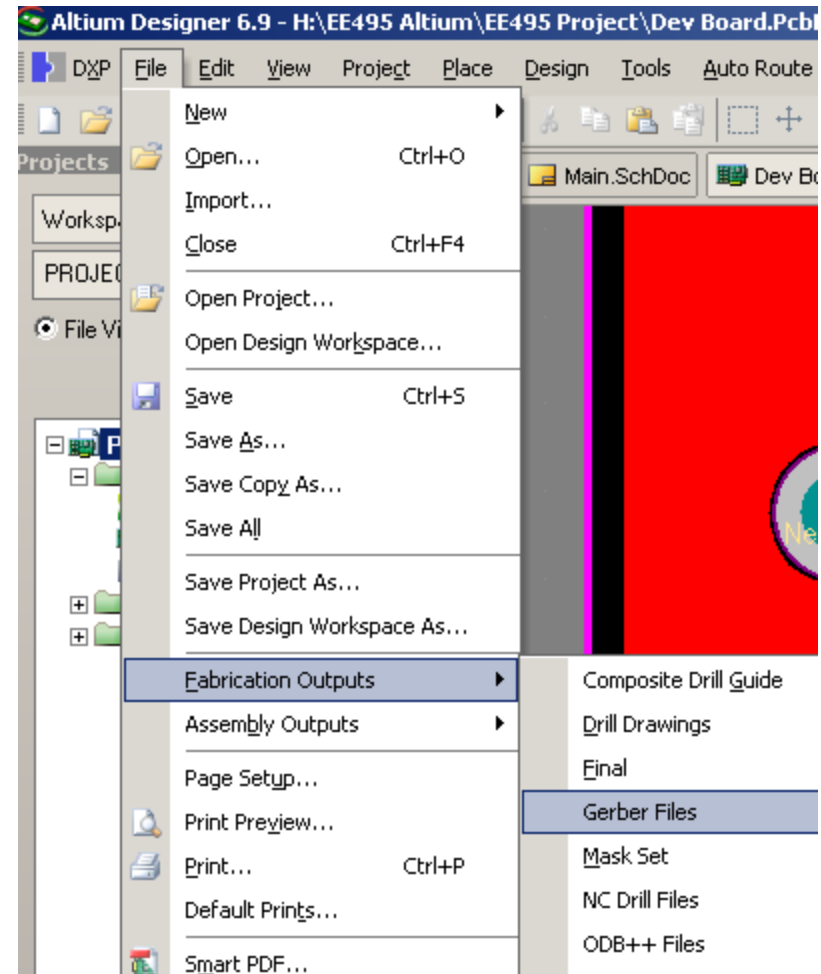 Altium Designer 6.9 - H:\EE495 Altium\EE495 Project\Dev Board.Pcb
DXP File Edit View Project Place Design Tools Auto Route
Projects
Main.SchDoc Dev Bo
Worksp
PROJEC
File Vi
P
New
Open... Ctrl+O
Import...
Close Ctrl+F4
Open Project...
Open Design Workspace...
Save Ctrl+S
Save As...
Save Copy As...
Save All
Save Project As...
Save Design Workspace As...
Fabrication Outputs
Assembly Outputs
Page Setup...
Print Preview...
Print... Ctrl+P
Default Prints...
Smart PDF...
Ne
Composite Drill Guide
Drill Drawings
Final
Gerber Files
Mask Set
NC Drill Files
ODB++ Files